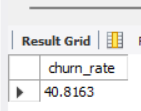 Result Grid
churn_rate
40.8163